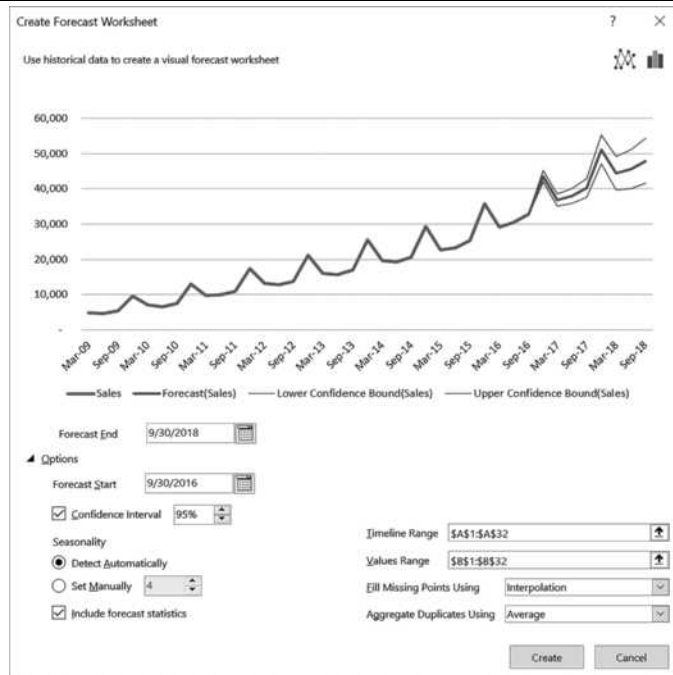 Create Forecast Worksheet ? ×
Use historical data to create a visual forecast worksheet
60,000
50,000
40,000
30,000
20,000
10,000
-
Mar-09 Sep-09 Mar-10 Sep-10 Mar-11 Sep-11 Mar-12 Sep-12 Mar-13 Sep-13 Mar-14 Sep-14 Mar-15 Sep-15 Mar-16 Sep-16 Mar-17 Sep-17 Mar-18 Sep-18
Sales Forecast(Sales) Lower Confidence Bound(Sales) Upper Confidence Bound(Sales)
Forecast End 9/30/2018
Options
Forecast Start 9/30/2016
Confidence Interval 95%
Seasonality
Detect Automatically
Set Manually 4
Include forecast statistics
Timeline Range $A$1:$A$32
Values Range $B$1:$B$32
Fill Missing Points Using Interpolation
Aggregate Duplicates Using Average
Create Cancel